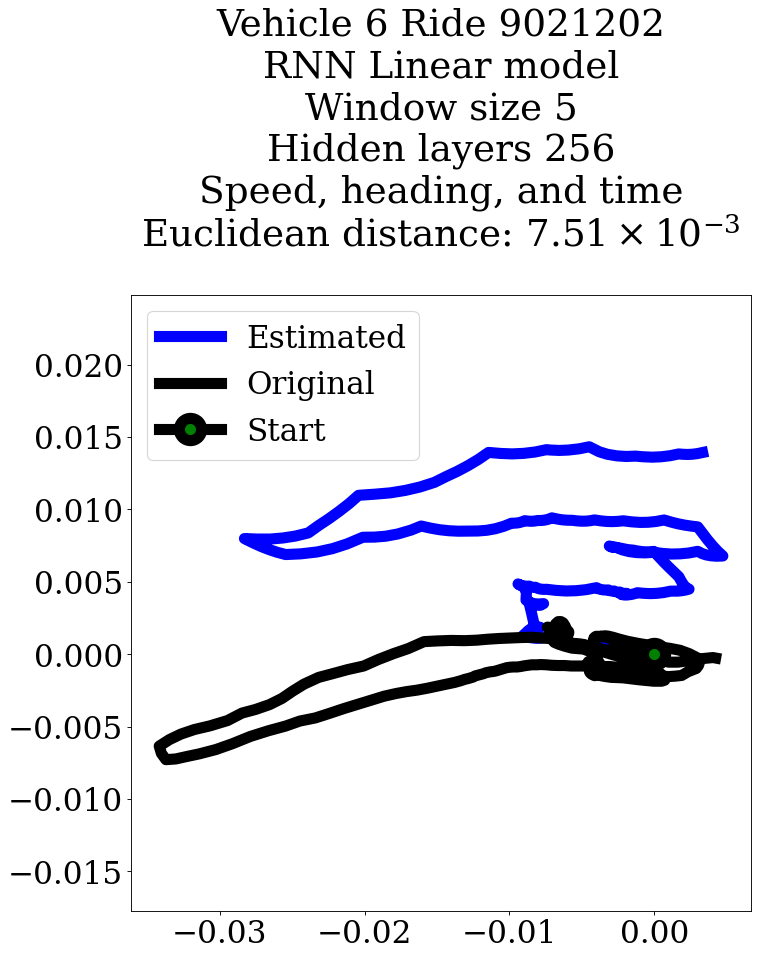 Vehicle 6 Ride 9021202
RNN Linear model
Window size 5
Hidden layers 256
Speed, heading, and time
Euclidean distance: 7.51 × 10⁻³
Estimated
Original
Start
0.020
0.015
0.010
0.005
0.000
−0.005
−0.010
−0.015
−0.03 −0.02 −0.01 0.00